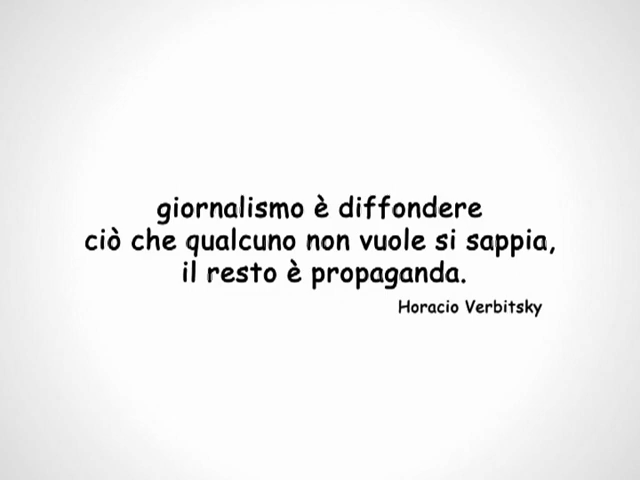 giornalismo è diffondere
ciò che qualcuno non vuole si sappia,
il resto è propaganda.
Horacio Verbitsky